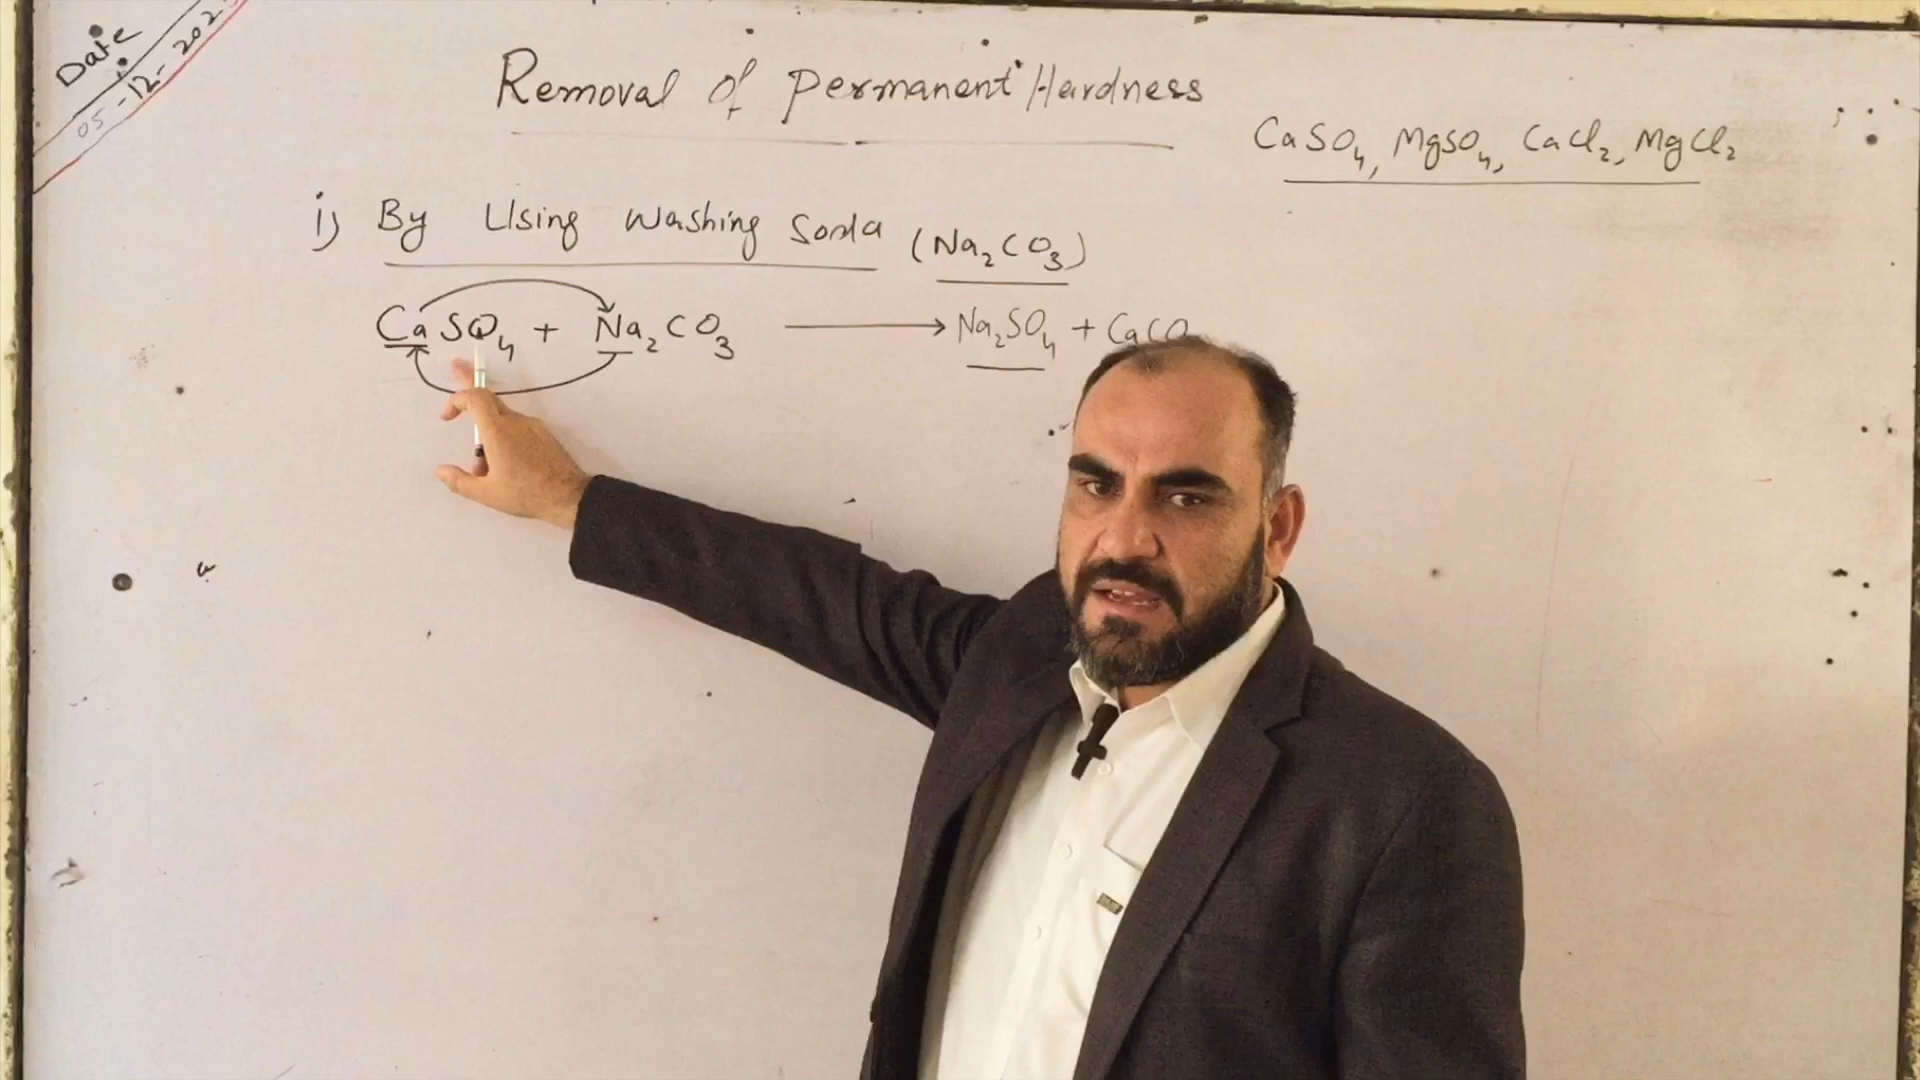 Date
05-12-202
Removal of Permanent Hardness
CaSO₄, MgSO₄, CaCl₂, MgCl₂
i) By Using Washing Soda (Na₂CO₃)
CaSO₄ + Na₂CO₃ → Na₂SO₄ + CaCO